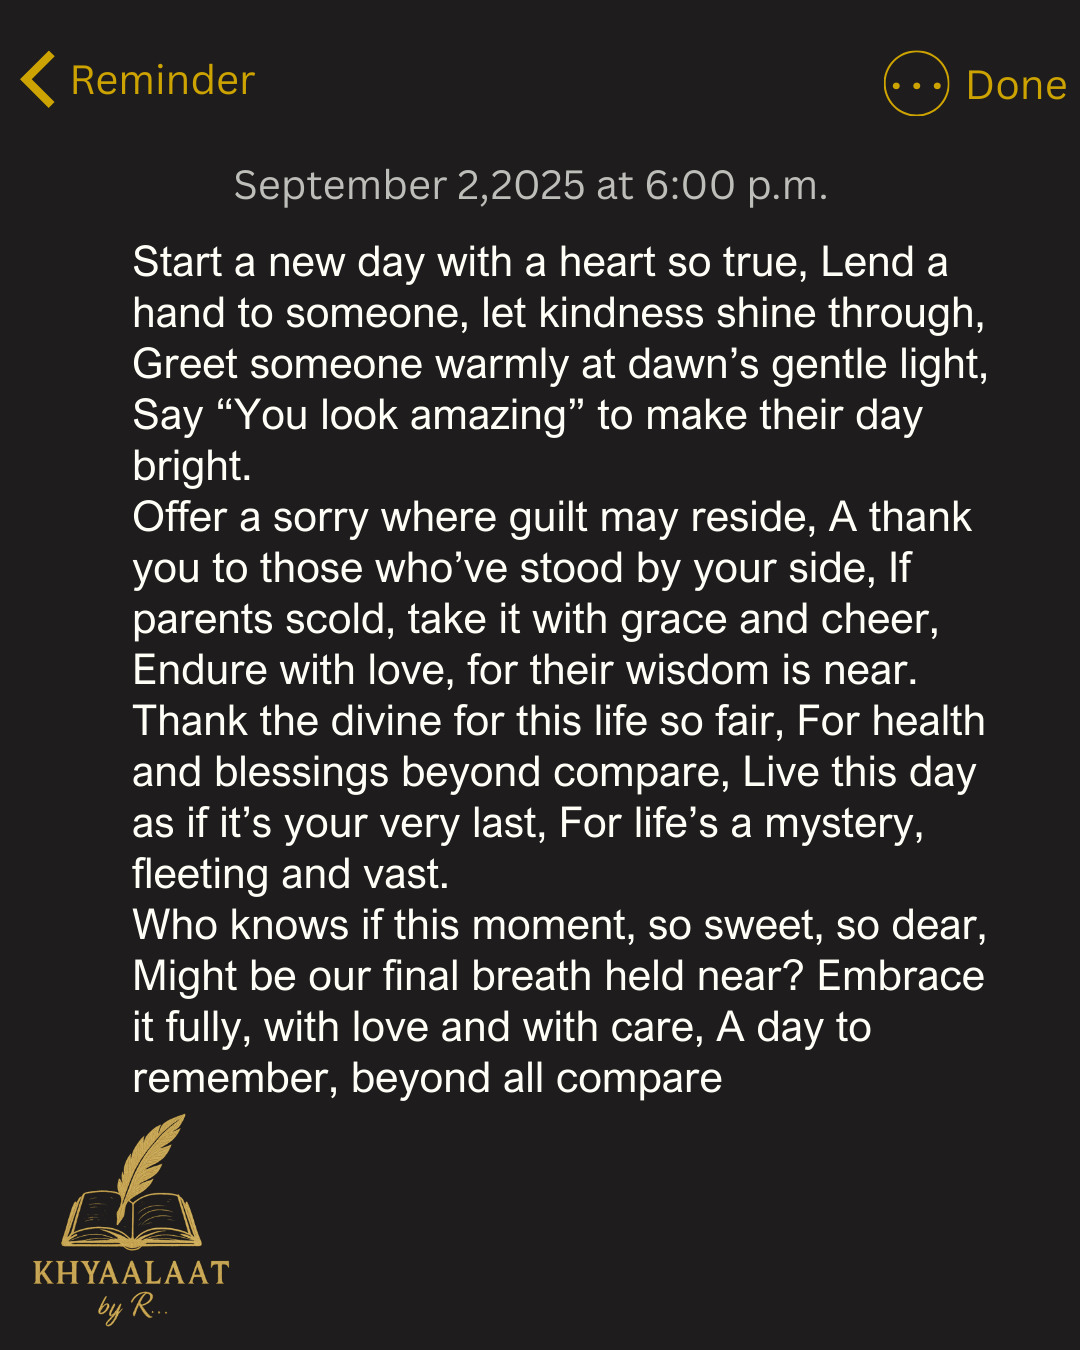 Reminder
Done
September 2,2025 at 6:00 p.m.
Start a new day with a heart so true, Lend a
hand to someone, let kindness shine through,
Greet someone warmly at dawn’s gentle light,
Say “You look amazing” to make their day
bright.
Offer a sorry where guilt may reside, A thank
you to those who’ve stood by your side, If
parents scold, take it with grace and cheer,
Endure with love, for their wisdom is near.
Thank the divine for this life so fair, For health
and blessings beyond compare, Live this day
as if it’s your very last, For life’s a mystery,
fleeting and vast.
Who knows if this moment, so sweet, so dear,
Might be our final breath held near? Embrace
it fully, with love and with care, A day to
remember, beyond all compare
KHYAALAAT
by R...